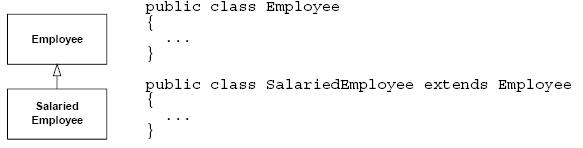 Employee
Salaried
Employee
public class Employee
{
...
}
public class SalariedEmployee extends Employee
{
...
}